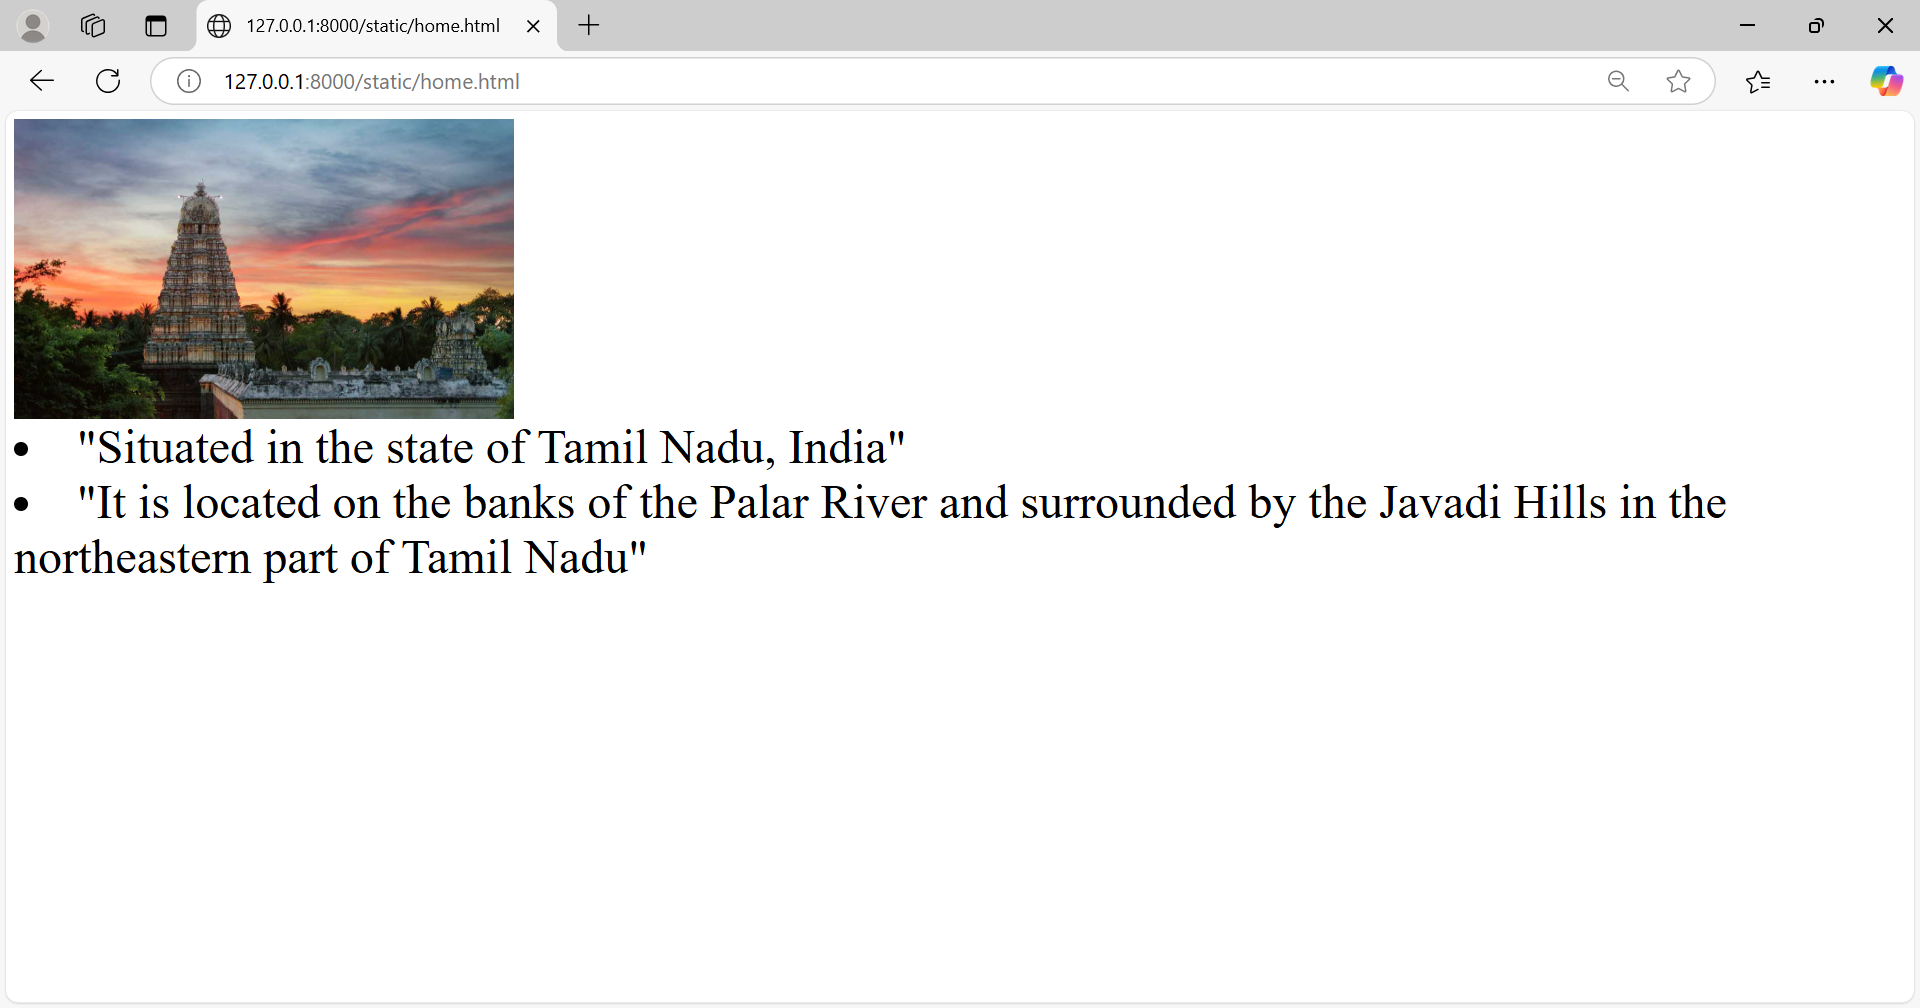 127.0.0.1:8000/static/home.html
127.0.0.1:8000/static/home.html
• "Situated in the state of Tamil Nadu, India"
• "It is located on the banks of the Palar River and surrounded by the Javadi Hills in the
northeastern part of Tamil Nadu"